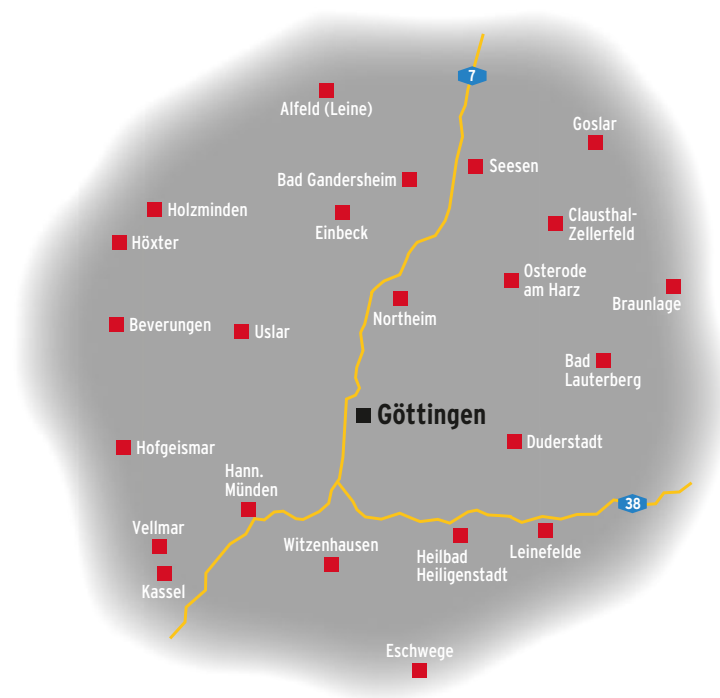 7
Alfeld (Leine)
Goslar
Seesen
Bad Gandersheim
Holzminden
Clausthal-
Zellerfeld
Einbeck
Höxter
Osterode
am Harz
Braunlage
Northeim
Beverungen
Uslar
Bad
Lauterberg
Göttingen
Duderstadt
Hofgeismar
Hann.
Münden
38
Vellmar
Witzenhausen
Heilbad
Heiligenstadt
Leinefelde
Kassel
Eschwege